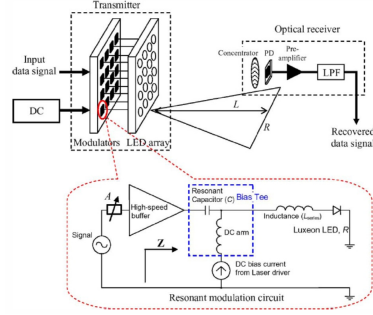 Transmitter
Optical receiver
Concentrator
PD
Pre-
amplifier
LPF
Input
data signal
DC
L
R
Recovered
data signal
Modulators
LED array
A
High-speed
buffer
Resonant
Capacitor (C)
Bias Tee
Inductance (Lseries)
Luxeon LED, R
DC arm
Signal
Z
DC bias current
from Laser driver
Resonant modulation circuit